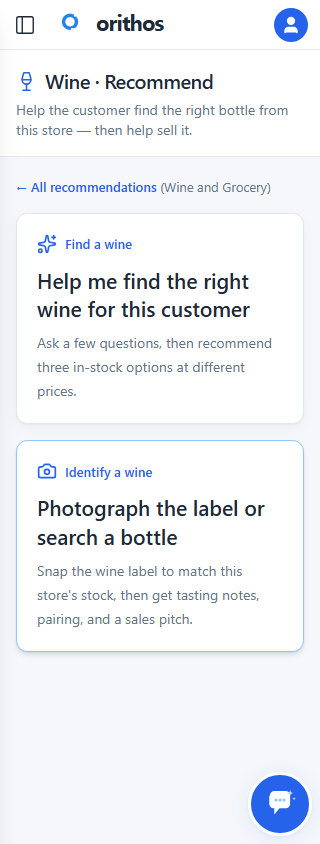 orithos
Wine · Recommend
Help the customer find the right bottle from
this store — then help sell it.
← All recommendations (Wine and Grocery)
Find a wine
Help me find the right
wine for this customer
Ask a few questions, then recommend
three in-stock options at different
prices.
Identify a wine
Photograph the label or
search a bottle
Snap the wine label to match this
store's stock, then get tasting notes,
pairing, and a sales pitch.